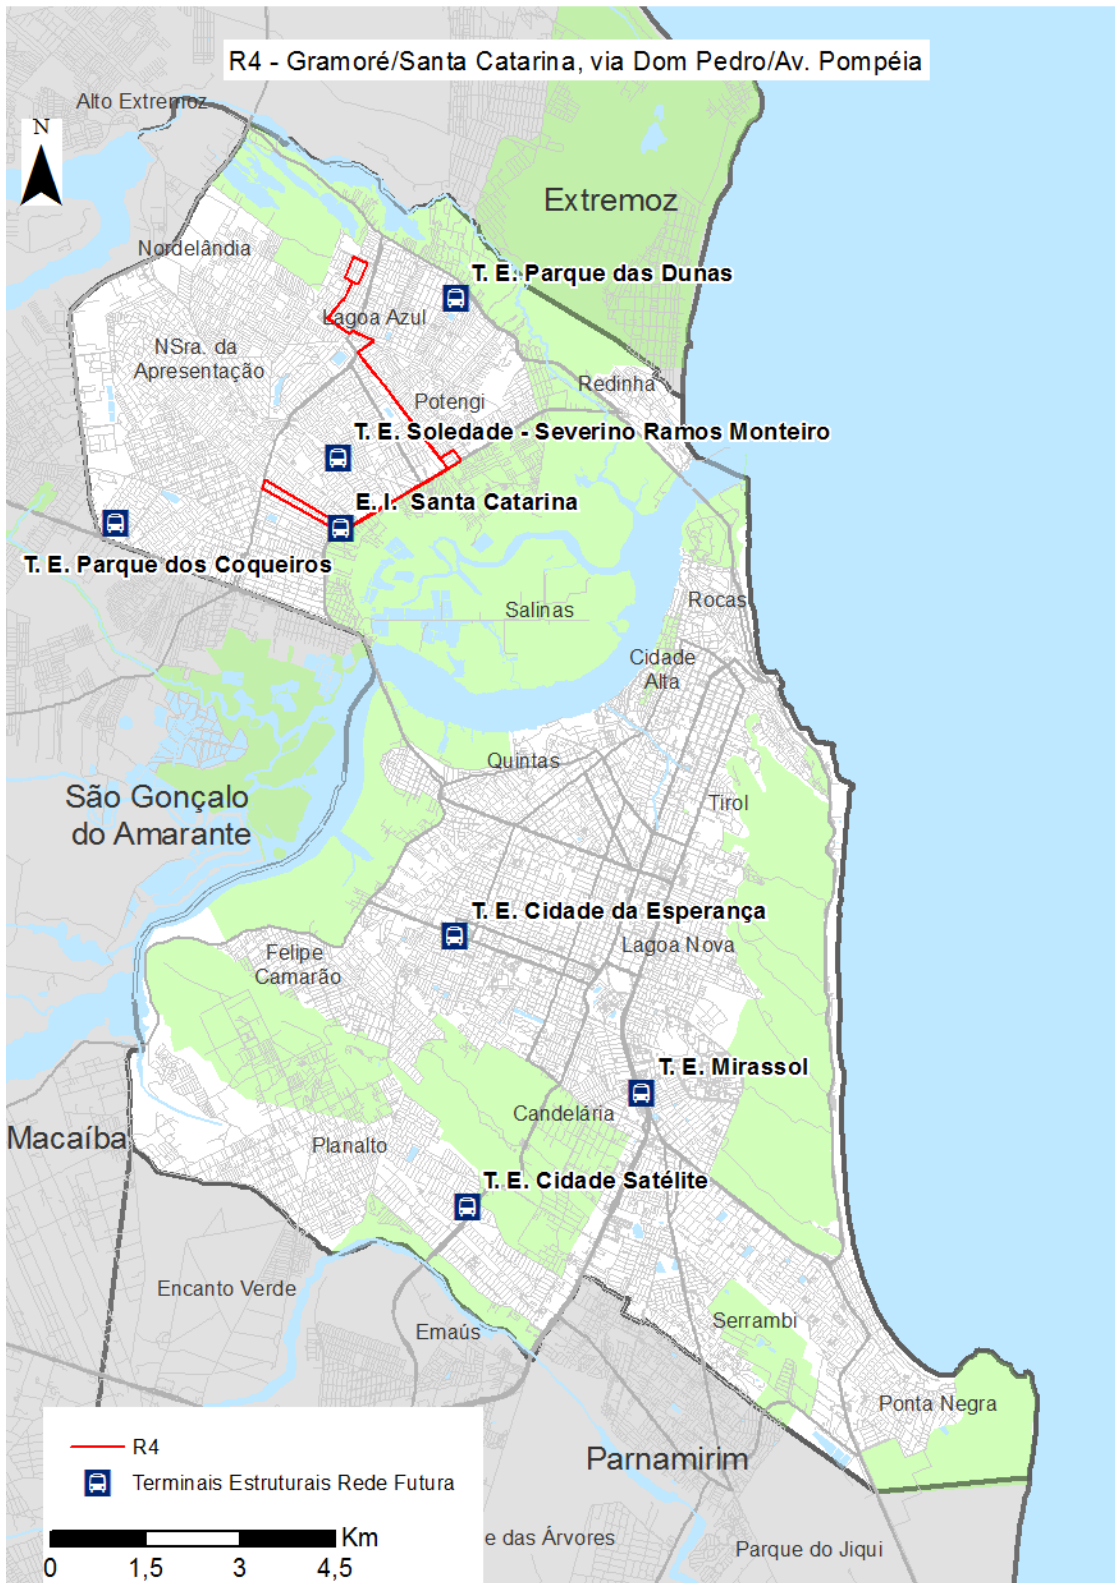 R4 - Gramoré/Santa Catarina, via Dom Pedro/Av. Pompéia
Alto Extremoz
N
Extremoz
Nordelândia
T. E. Parque das Dunas
Lagoa Azul
NSra. da
Apresentação
Redinha
Potengi
T. E. Soledade - Severino Ramos Monteiro
E. I. Santa Catarina
T. E. Parque dos Coqueiros
Rocas
Salinas
Cidade
Alta
Quintas
São Gonçalo
do Amarante
Tirol
T. E. Cidade da Esperança
Lagoa Nova
Felipe
Camarão
T. E. Mirassol
Candelária
Macaíba
Planalto
T. E. Cidade Satélite
Encanto Verde
Serrambi
Emaús
Ponta Negra
Parnamirim
R4
Terminais Estruturais Rede Futura
Km
0 1,5 3 4,5
e das Árvores
Parque do Jiqui